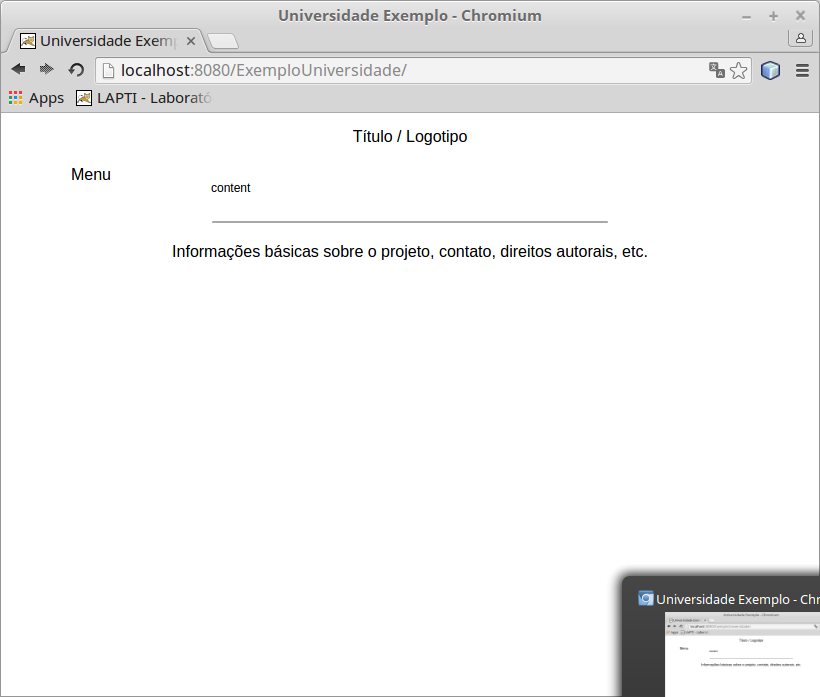 Universidade Exemplo - Chromium
Universidade Exemp
localhost:8080/ExemploUniversidade/
Apps LAPTI - Laborató
Título / Logotipo
Menu
content
Informações básicas sobre o projeto, contato, direitos autorais, etc.
Universidade Exemplo - Chr